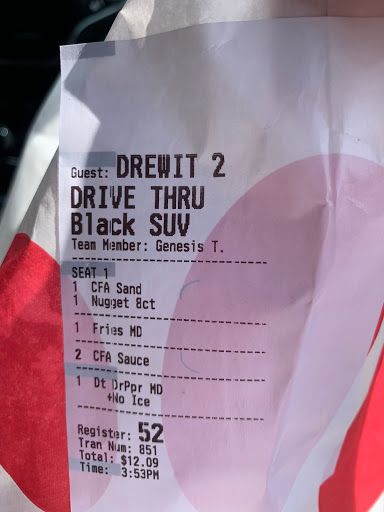 Guest: DREWIT 2
DRIVE THRU
Black SUV
Team Member: Genesis T.
SEAT 1
1 CFA Sand
1 Nugget 8ct
1 Fries MD
2 CFA Sauce
1 Dt DrPpr MD
+No Ice
Register: 52
Tran Num: 851
Total: $12.09
Time: 3:53PM